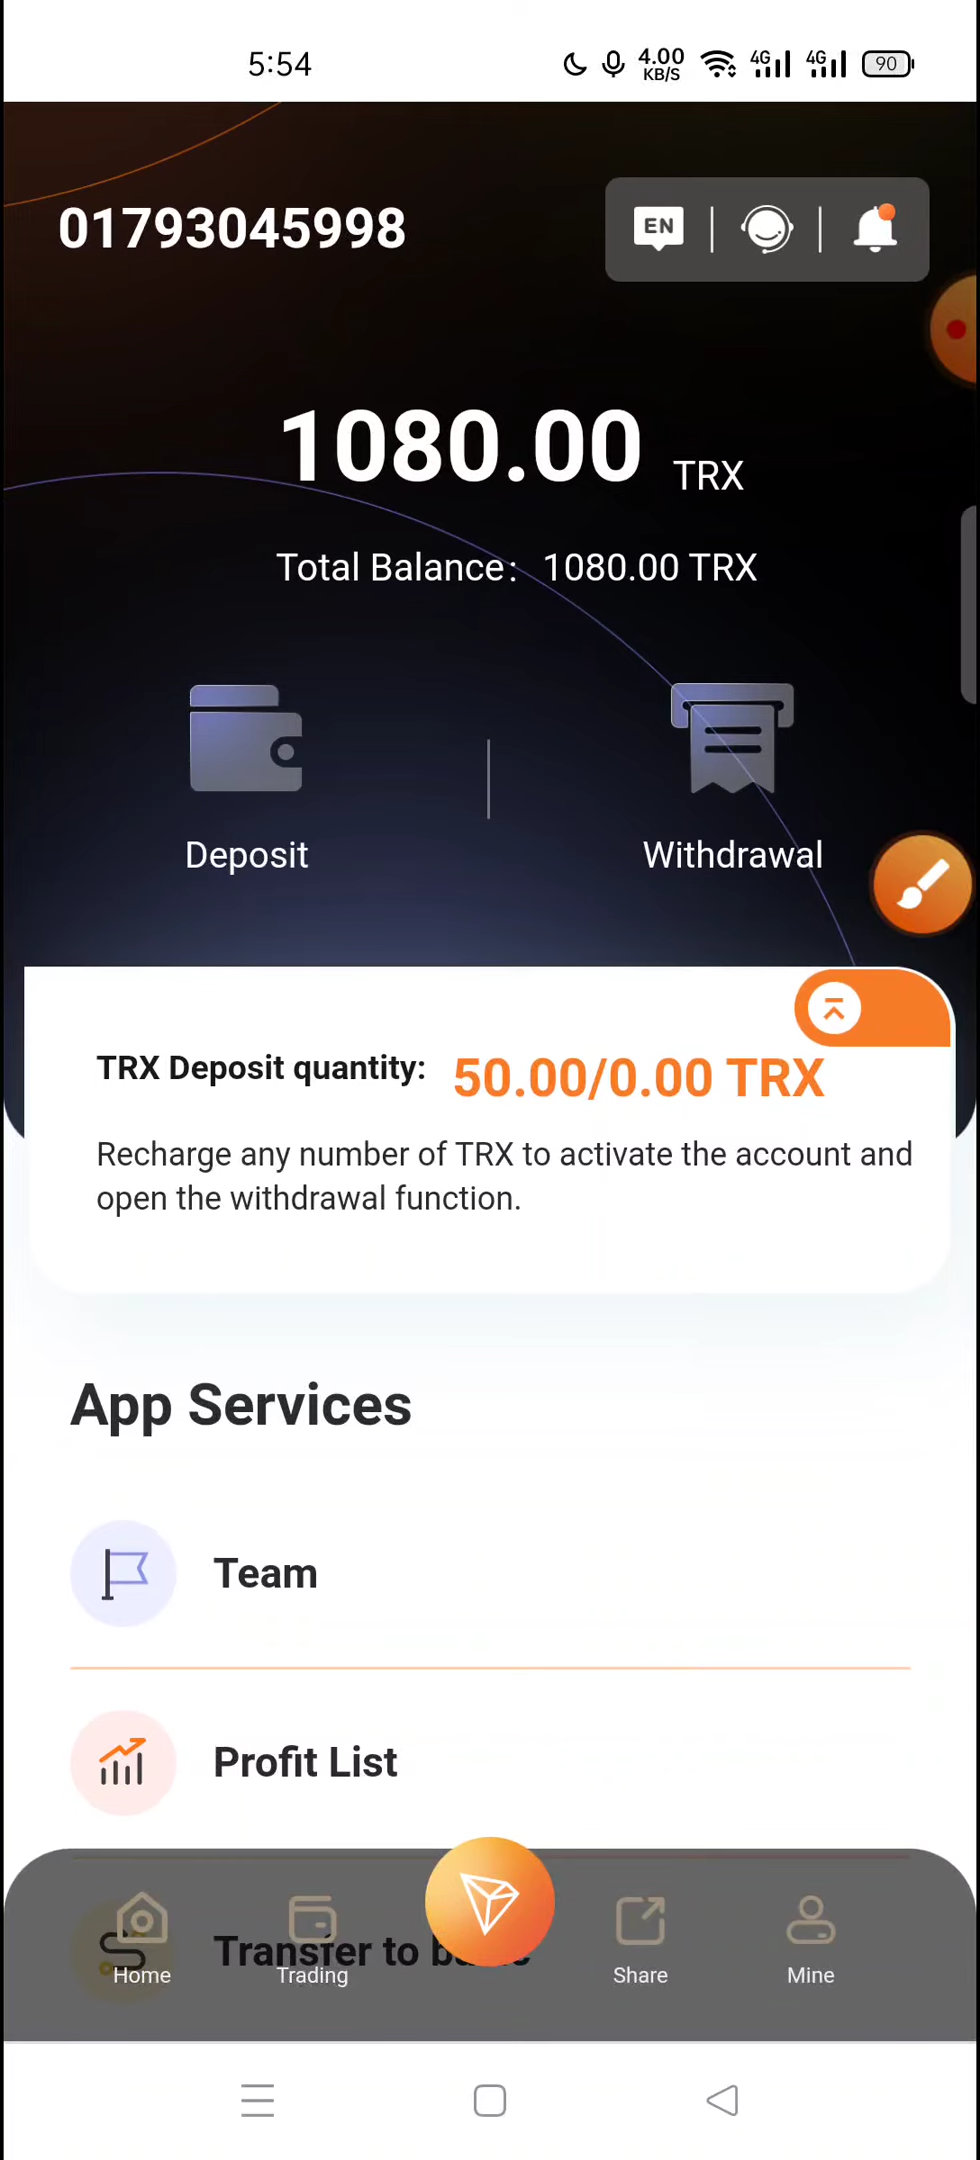 5:54
4.00
KB/S
4G
4G
90
01793045998
EN
1080.00 TRX
Total Balance: 1080.00 TRX
Deposit
Withdrawal
TRX Deposit quantity: 50.00/0.00 TRX
Recharge any number of TRX to activate the account and
open the withdrawal function.
App Services
Team
Profit List
Transfer to
Home
Trading
Share
Mine